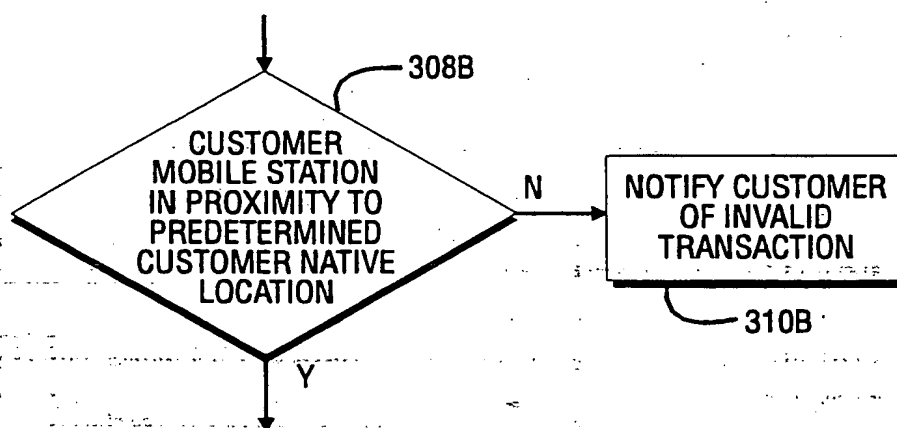 308B
CUSTOMER
MOBILE STATION
IN PROXIMITY TO
PREDETERMINED
CUSTOMER NATIVE
LOCATION
N
NOTIFY CUSTOMER
OF INVALID
TRANSACTION
310B
Y